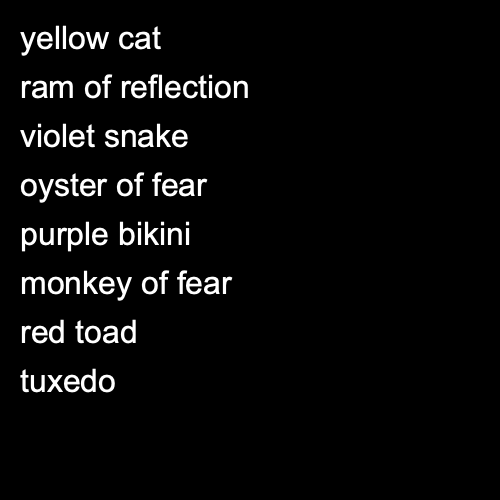 yellow cat
ram of reflection
violet snake
oyster of fear
purple bikini
monkey of fear
red toad
tuxedo